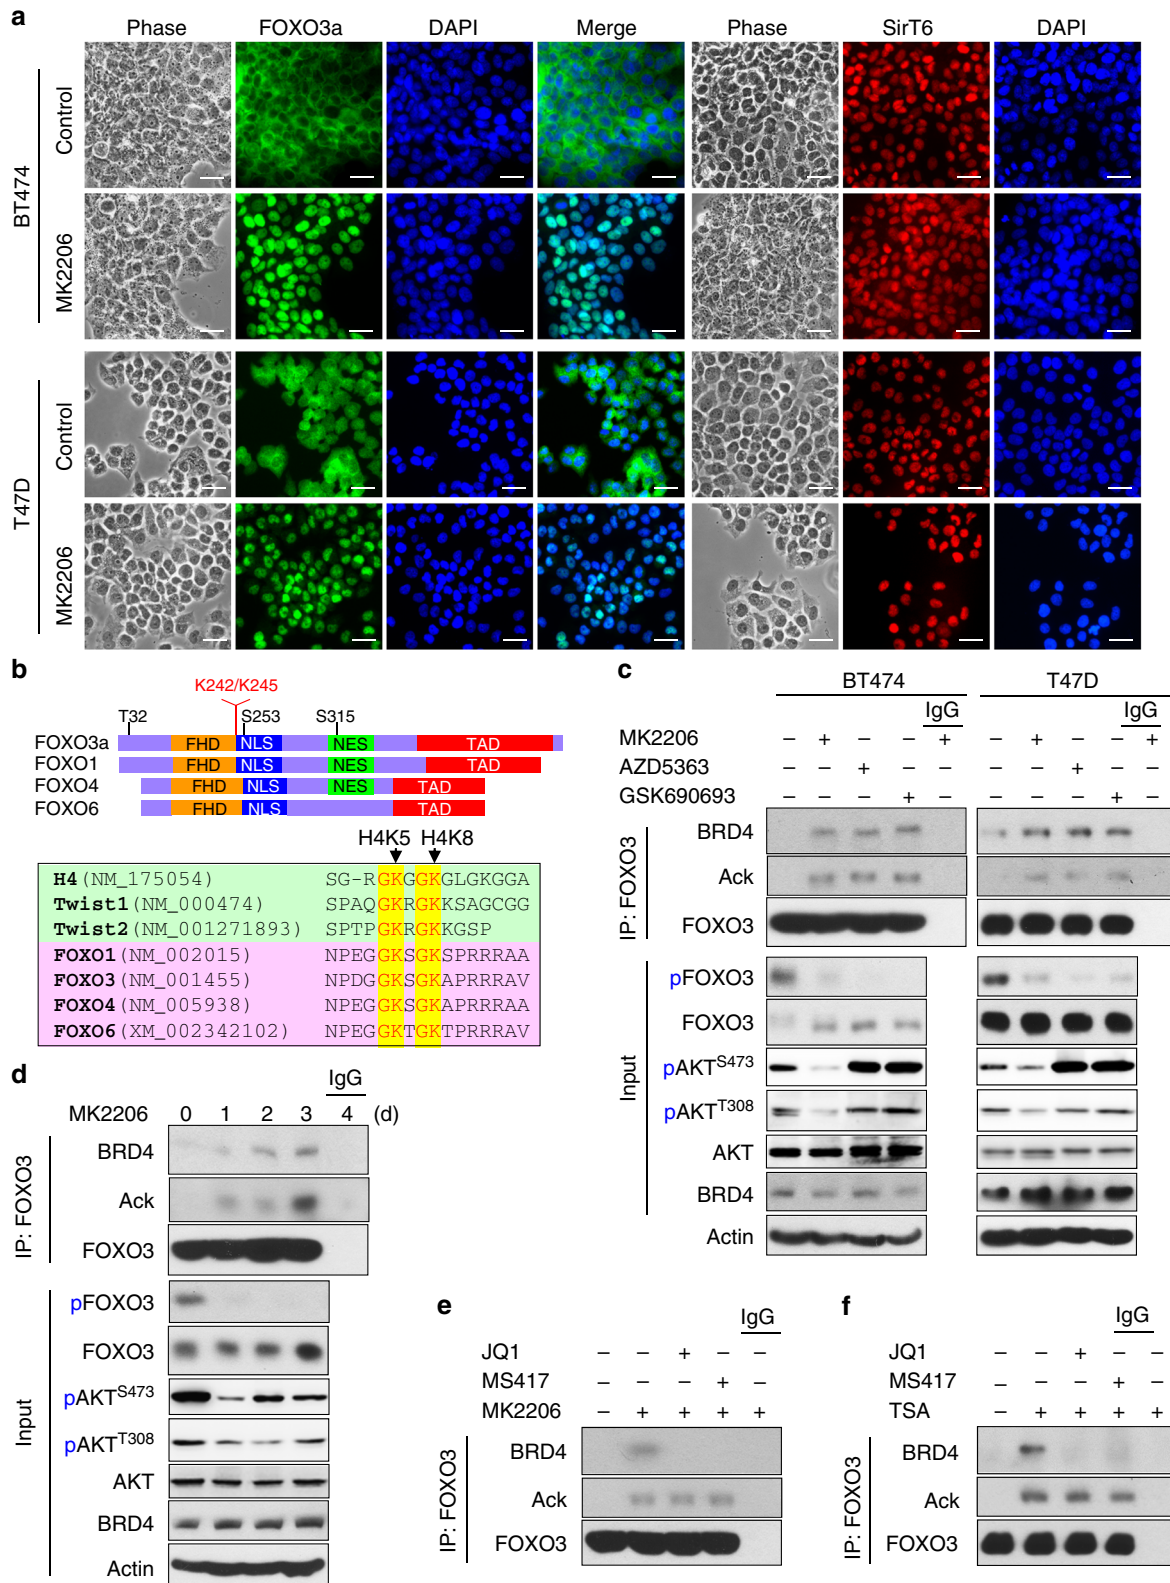 a
Phase FOXO3a DAPI Merge Phase SirT6 DAPI
BT474
Control
MK2206
T47D
Control
MK2206
b
K242/K245
T32 S253 S315
FOXO3a FHD NLS NES TAD
FOXO1 FHD NLS NES TAD
FOXO4 FHD NLS NES TAD
FOXO6 FHD NLS TAD
H4K5 H4K8
H4(NM_175054) SG-RGKGGKGLGKGGA
Twist1(NM_000474) SPAQGKRGKKSAGCGG
Twist2(NM_001271893) SPTPGKRGKKGSP
FOXO1(NM_002015) NPEGGKSGKSPRRRAA
FOXO3(NM_001455) NPDGGKSGKAPRRRAV
FOXO4(NM_005938) NPEGGKSGKAPRRRAA
FOXO6(XM_002342102) NPEGGKTGKTPRRRAV
c
BT474 T47D
IgG IgG
MK2206 – + – – + – + – – +
AZD5363 – – + – – – – + – –
GSK690693 – – – + – – – – + –
IP: FOXO3
BRD4
Ack
FOXO3
Input
pFOXO3
FOXO3
pAKTS473
pAKTT308
AKT
BRD4
Actin
d
IgG
MK2206 0 1 2 3 4 (d)
IP: FOXO3
BRD4
Ack
FOXO3
Input
pFOXO3
FOXO3
pAKTS473
pAKTT308
AKT
BRD4
Actin
e
IgG
JQ1 – – + – –
MS417 – – – + –
MK2206 – + + + +
IP: FOXO3
BRD4
Ack
FOXO3
f
IgG
JQ1 – – + – –
MS417 – – – + –
TSA – + + + +
IP: FOXO3
BRD4
Ack
FOXO3